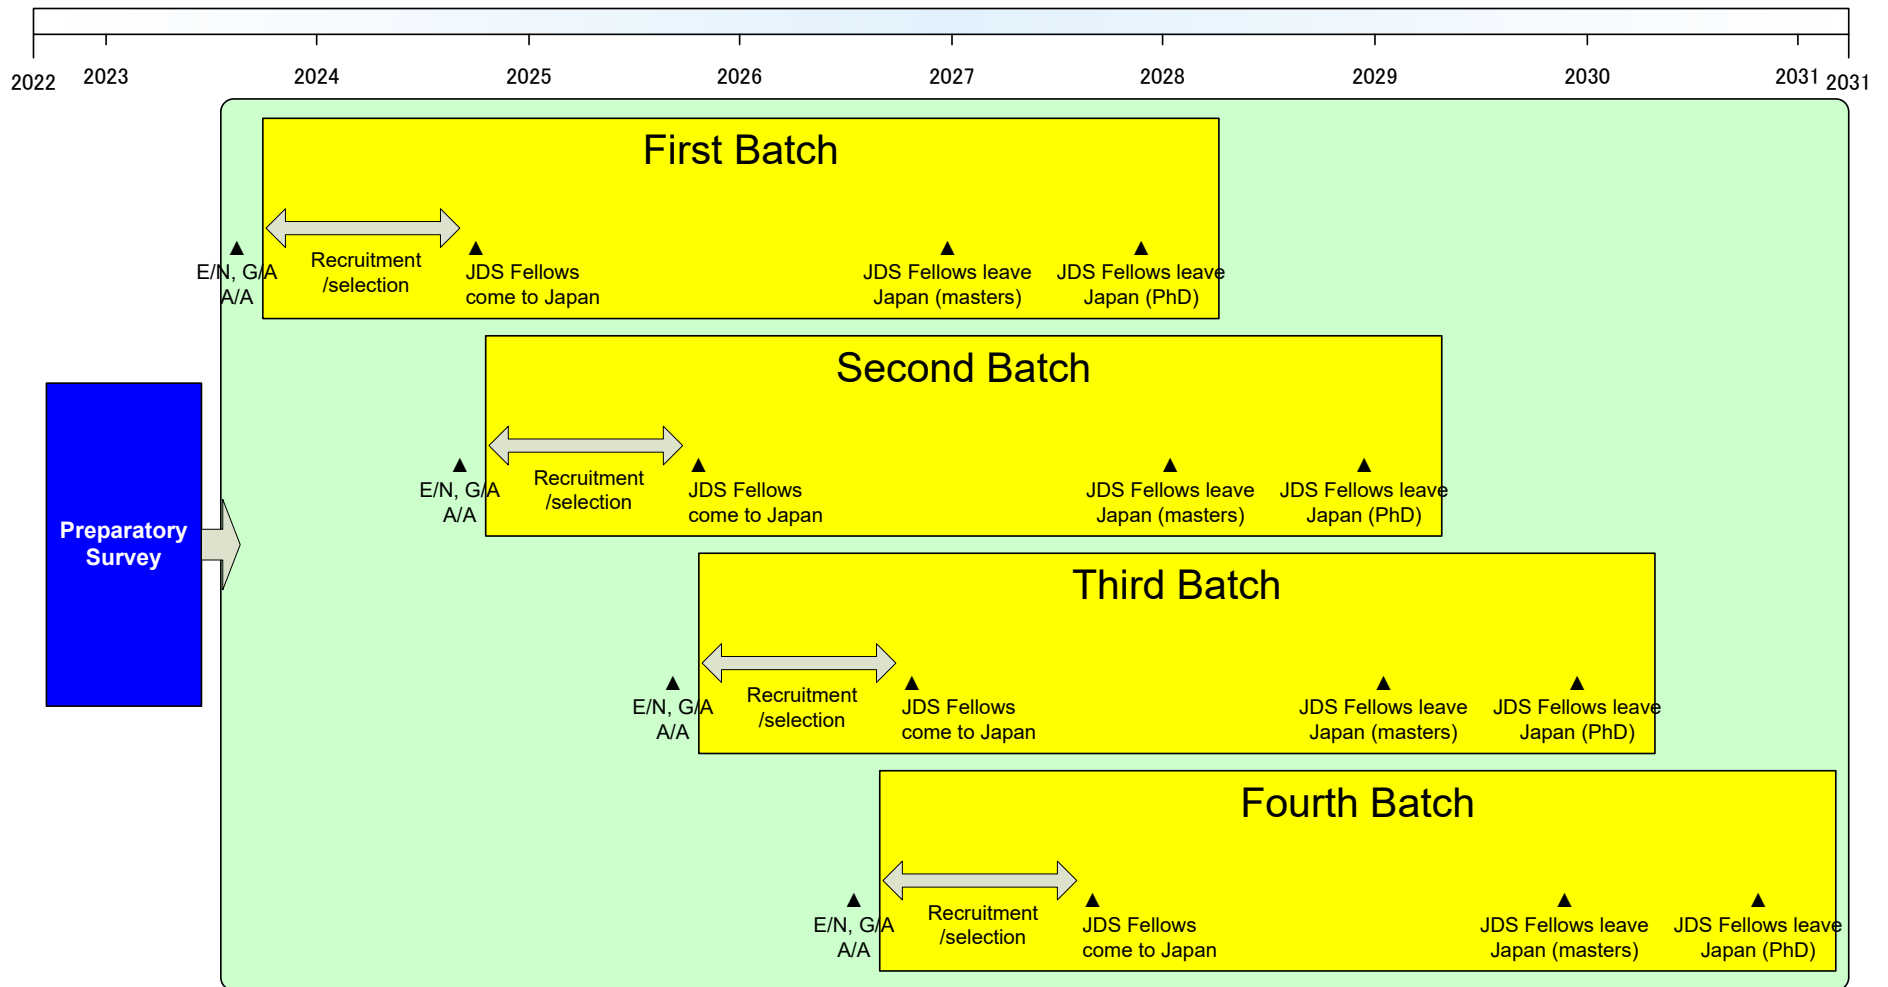 2022
2023
2024
2025
2026
2027
2028
2029
2030
2031
2031
First Batch
E/N, G/A
A/A
Recruitment
/selection
JDS Fellows
come to Japan
JDS Fellows leave
Japan (masters)
JDS Fellows leave
Japan (PhD)
Second Batch
E/N, G/A
A/A
Recruitment
/selection
JDS Fellows
come to Japan
JDS Fellows leave
Japan (masters)
JDS Fellows leave
Japan (PhD)
Preparatory
Survey
Third Batch
E/N, G/A
A/A
Recruitment
/selection
JDS Fellows
come to Japan
JDS Fellows leave
Japan (masters)
JDS Fellows leave
Japan (PhD)
Fourth Batch
E/N, G/A
A/A
Recruitment
/selection
JDS Fellows
come to Japan
JDS Fellows leave
Japan (masters)
JDS Fellows leave
Japan (PhD)